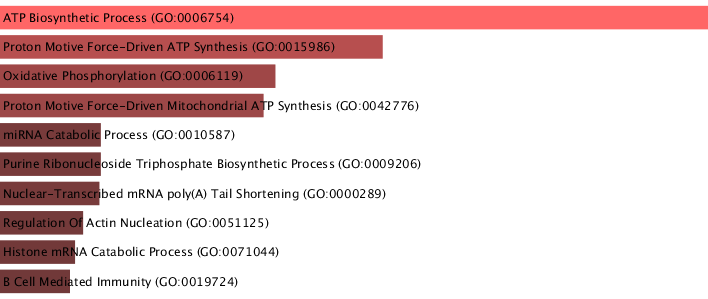 ATP Biosynthetic Process (GO:0006754)
Proton Motive Force-Driven ATP Synthesis (GO:0015986)
Oxidative Phosphorylation (GO:0006119)
Proton Motive Force-Driven Mitochondrial ATP Synthesis (GO:0042776)
miRNA Catabolic Process (GO:0010587)
Purine Ribonucleoside Triphosphate Biosynthetic Process (GO:0009206)
Nuclear-Transcribed mRNA poly(A) Tail Shortening (GO:0000289)
Regulation Of Actin Nucleation (GO:0051125)
Histone mRNA Catabolic Process (GO:0071044)
B Cell Mediated Immunity (GO:0019724)